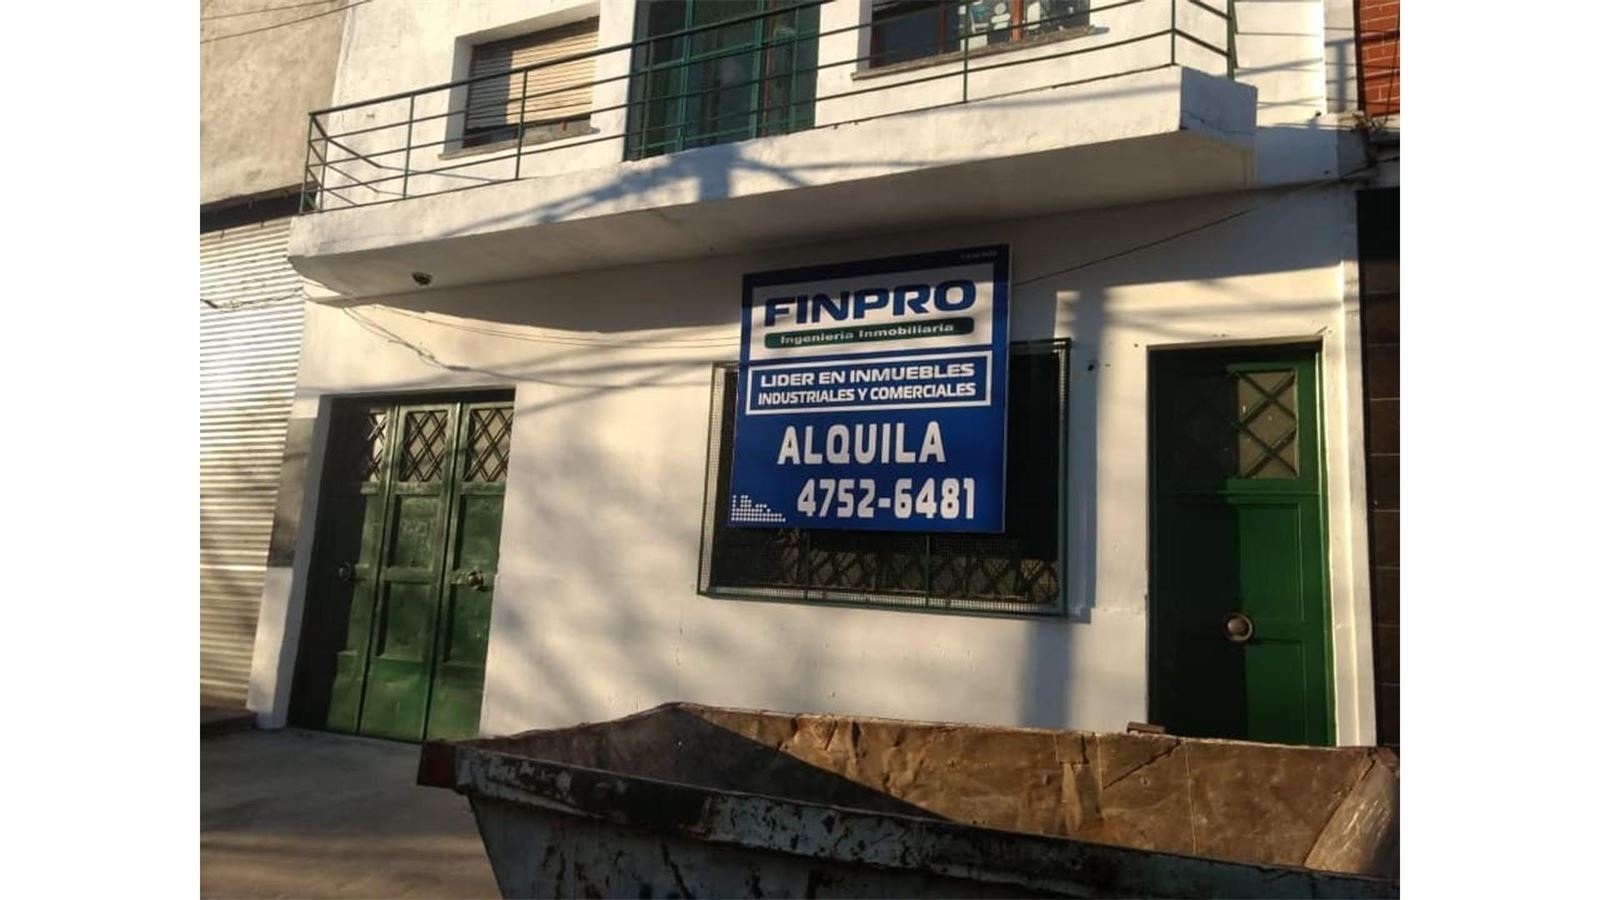 FINPRO
Ingeniería Inmobiliaria
LIDER EN INMUEBLES
INDUSTRIALES Y COMERCIALES
ALQUILA
4752-6481